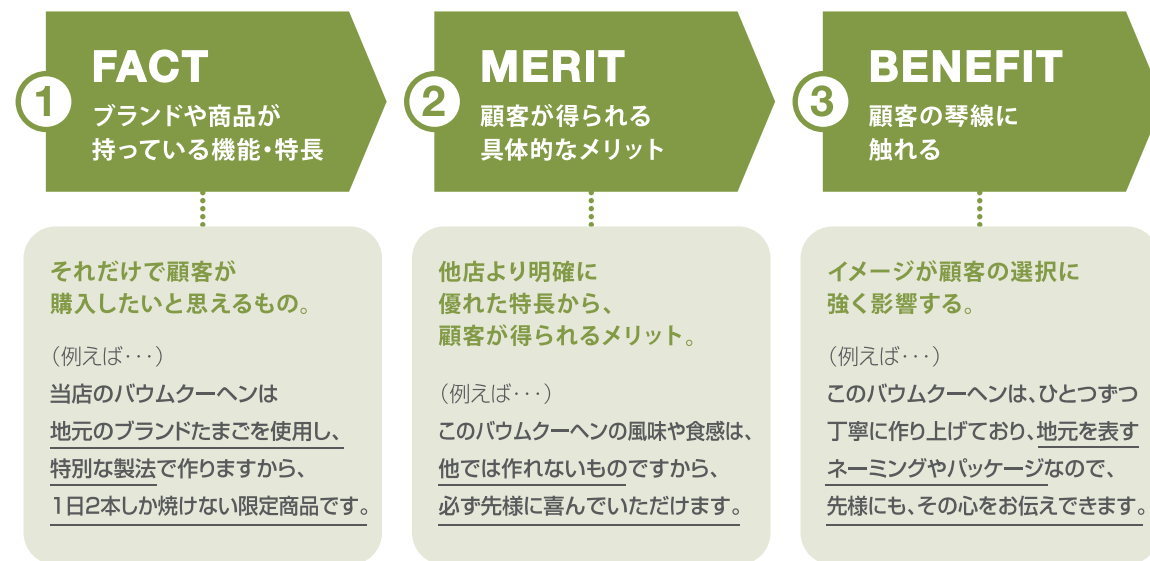 1
FACT
ブランドや商品が
持っている機能・特長
それだけで顧客が
購入したいと思えるもの。
（例えば･･･）
当店のバウムクーヘンは
地元のブランドたまごを使用し、
特別な製法で作りますから、
1日2本しか焼けない限定商品です。
2
MERIT
顧客が得られる
具体的なメリット
他店より明確に
優れた特長から、
顧客が得られるメリット。
（例えば･･･）
このバウムクーヘンの風味や食感は、
他では作れないものですから、
必ず先様に喜んでいただけます。
3
BENEFIT
顧客の琴線に
触れる
イメージが顧客の選択に
強く影響する。
（例えば･･･）
このバウムクーヘンは、ひとつずつ
丁寧に作り上げており、地元を表す
ネーミングやパッケージなので、
先様にも、その心をお伝えできます。